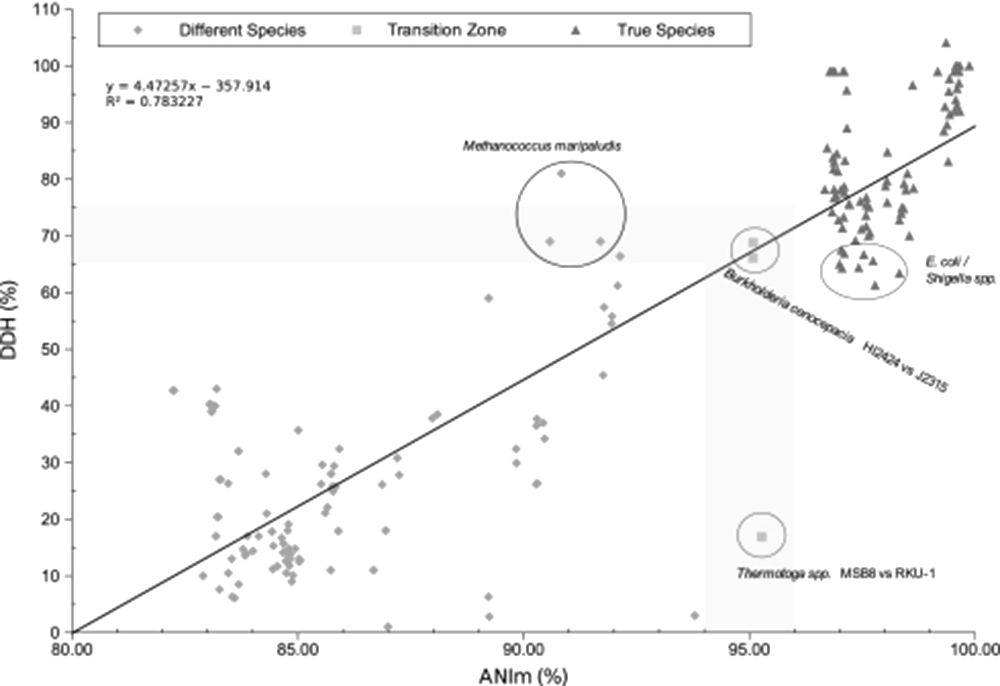 110
100
90
80
70
60
50
40
30
20
10
0
DDH (%)
Different Species Transition Zone True Species
y = 4.47257x − 357.914
R² = 0.783227
Methanococcus maripaludis
E. coli /
Shigella spp.
Burkholderia cenocepacia HI2424 vs J2315
Thermotoga spp. MSB8 vs RKU-1
80.00 85.00 90.00 95.00 100.00
ANIm (%)